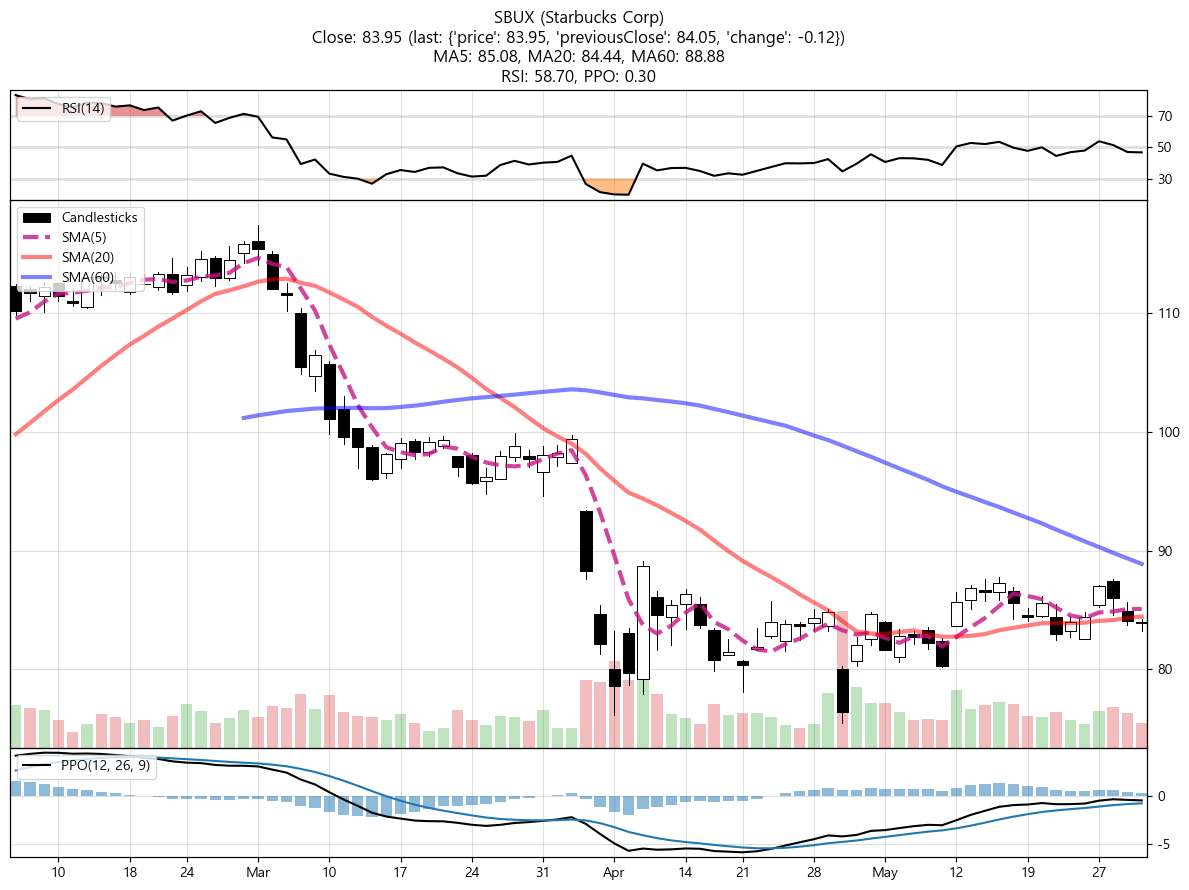 SBUX (Starbucks Corp)
Close: 83.95 (last: {'price': 83.95, 'previousClose': 84.05, 'change': -0.12})
MA5: 85.08, MA20: 84.44, MA60: 88.88
RSI: 58.70, PPO: 0.30
RSI(14)
70
50
30
Candlesticks
SMA(5)
SMA(20)
SMA(60)
110
100
90
80
PPO(12, 26, 9)
0
-5
10 18 24 Mar 10 17 24 31 Apr 14 21 28 May 12 19 27